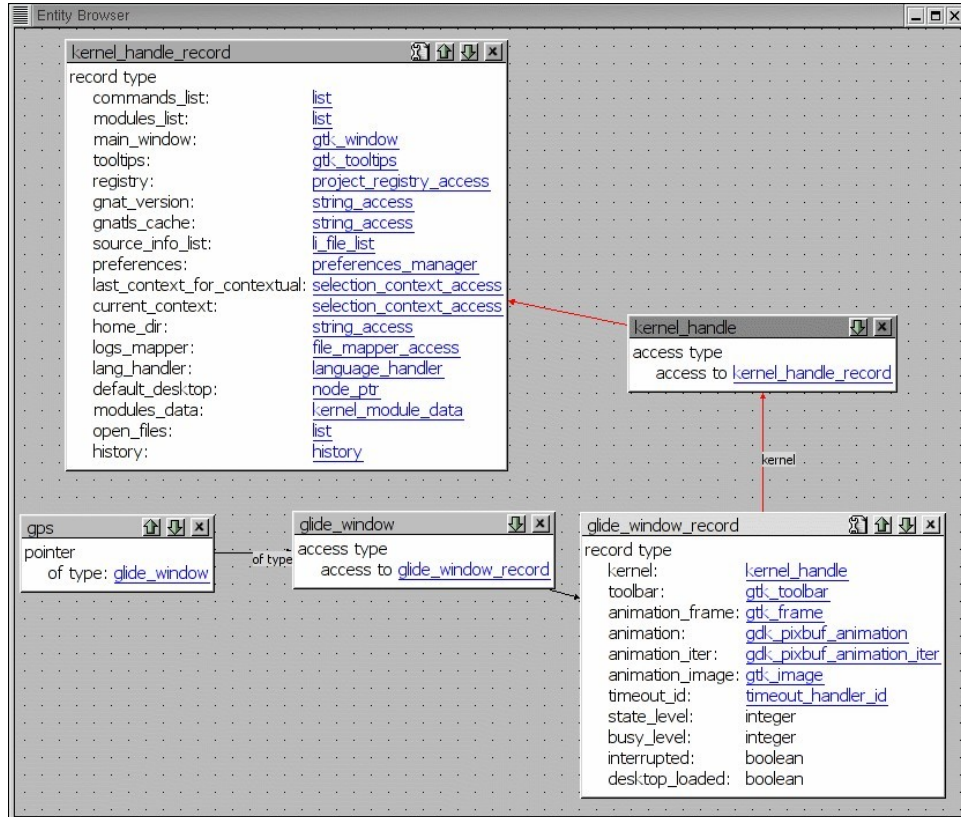 Entity Browser
kernel_handle_record
record type
commands_list: list
modules_list: list
main_window: gtk_window
tooltips: gtk_tooltips
registry: project_registry_access
gnat_version: string_access
gnatls_cache: string_access
source_info_list: li_file_list
preferences: preferences_manager
last_context_for_contextual: selection_context_access
current_context: selection_context_access
home_dir: string_access
logs_mapper: file_mapper_access
lang_handler: language_handler
default_desktop: node_ptr
modules_data: kernel_module_data
open_files: list
history: history
kernel_handle
access type
access to kernel_handle_record
kernel
gps
pointer
of type: glide_window
of type
glide_window
access type
access to glide_window_record
glide_window_record
record type
kernel: kernel_handle
toolbar: gtk_toolbar
animation_frame: gtk_frame
animation: gdk_pixbuf_animation
animation_iter: gdk_pixbuf_animation_iter
animation_image: gtk_image
timeout_id: timeout_handler_id
state_level: integer
busy_level: integer
interrupted: boolean
desktop_loaded: boolean